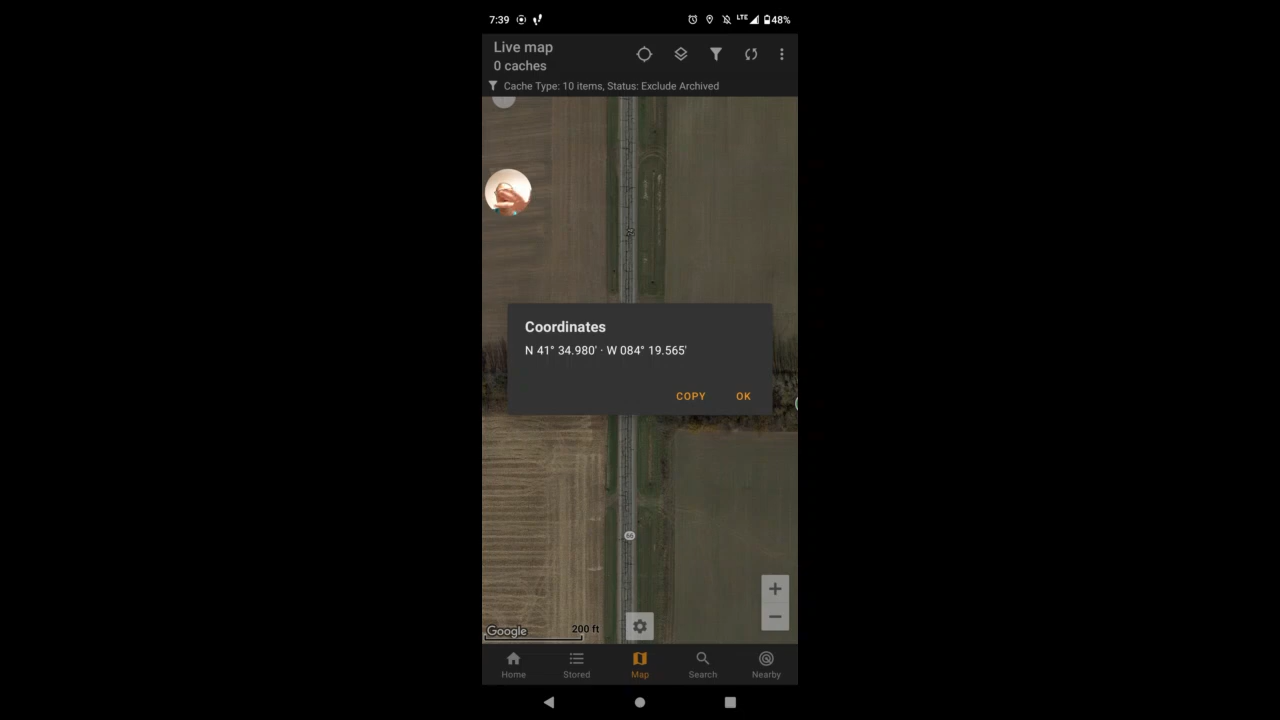 7:39
LTE
48%
Live map
0 caches
Cache Type: 10 items, Status: Exclude Archived
Coordinates
N 41° 34.980' · W 084° 19.565'
COPY
OK
66
Google
200 ft
Home
Stored
Map
Search
Nearby